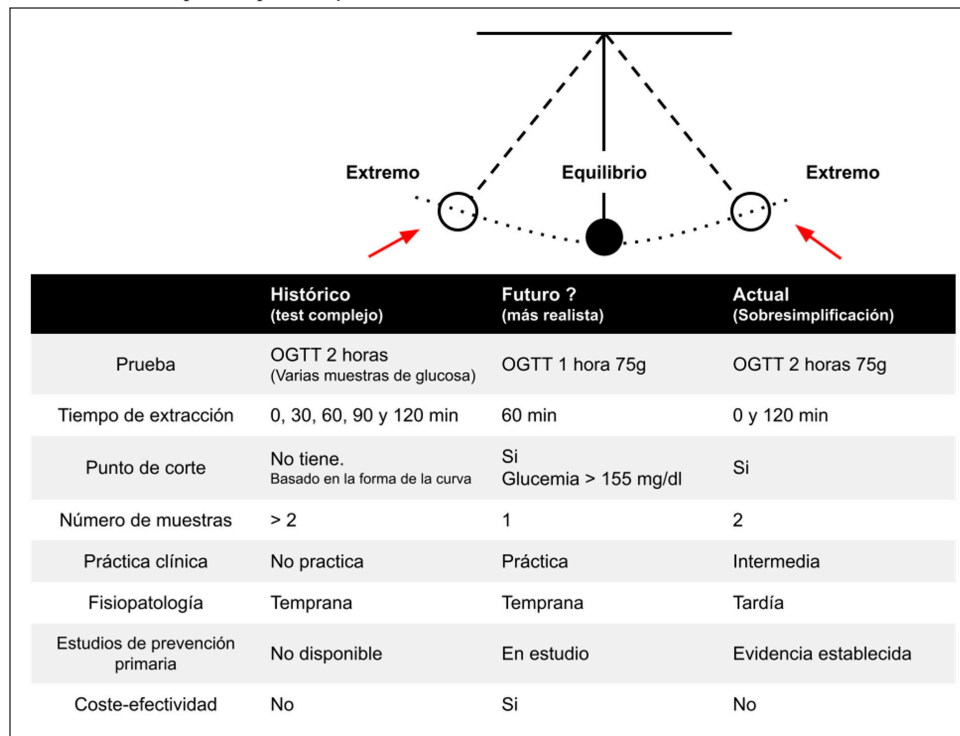 Extremo Equilibrio Extremo
Histórico Futuro ? Actual
(test complejo) (más realista) (Sobresimplificación)
Prueba OGTT 2 horas (Varias muestras de glucosa) OGTT 1 hora 75g OGTT 2 horas 75g
Tiempo de extracción 0, 30, 60, 90 y 120 min 60 min 0 y 120 min
Punto de corte No tiene. Basado en la forma de la curva Si Glucemia > 155 mg/dl Si
Número de muestras > 2 1 2
Práctica clínica No practica Práctica Intermedia
Fisiopatología Temprana Temprana Tardía
Estudios de prevención primaria No disponible En estudio Evidencia establecida
Coste-efectividad No Si No